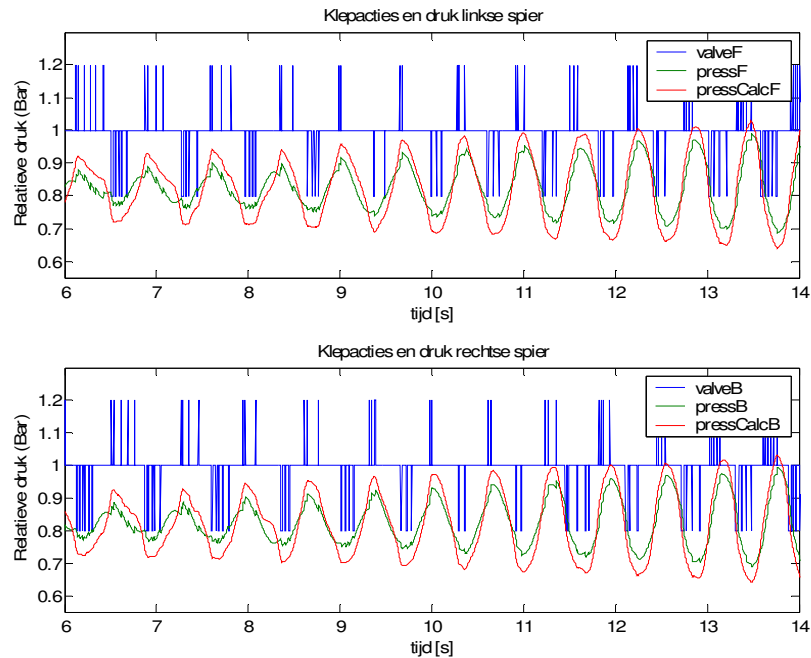 Klepacties en druk linkse spier
Relatieve druk (Bar)
1.2
1.1
1
0.9
0.8
0.7
0.6
valveF
pressF
pressCalcF
6 7 8 9 10 11 12 13 14
tijd [s]
Klepacties en druk rechtse spier
Relatieve druk (Bar)
1.2
1.1
1
0.9
0.8
0.7
0.6
valveB
pressB
pressCalcB
6 7 8 9 10 11 12 13 14
tijd [s]